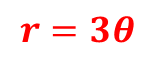 r = 3θ